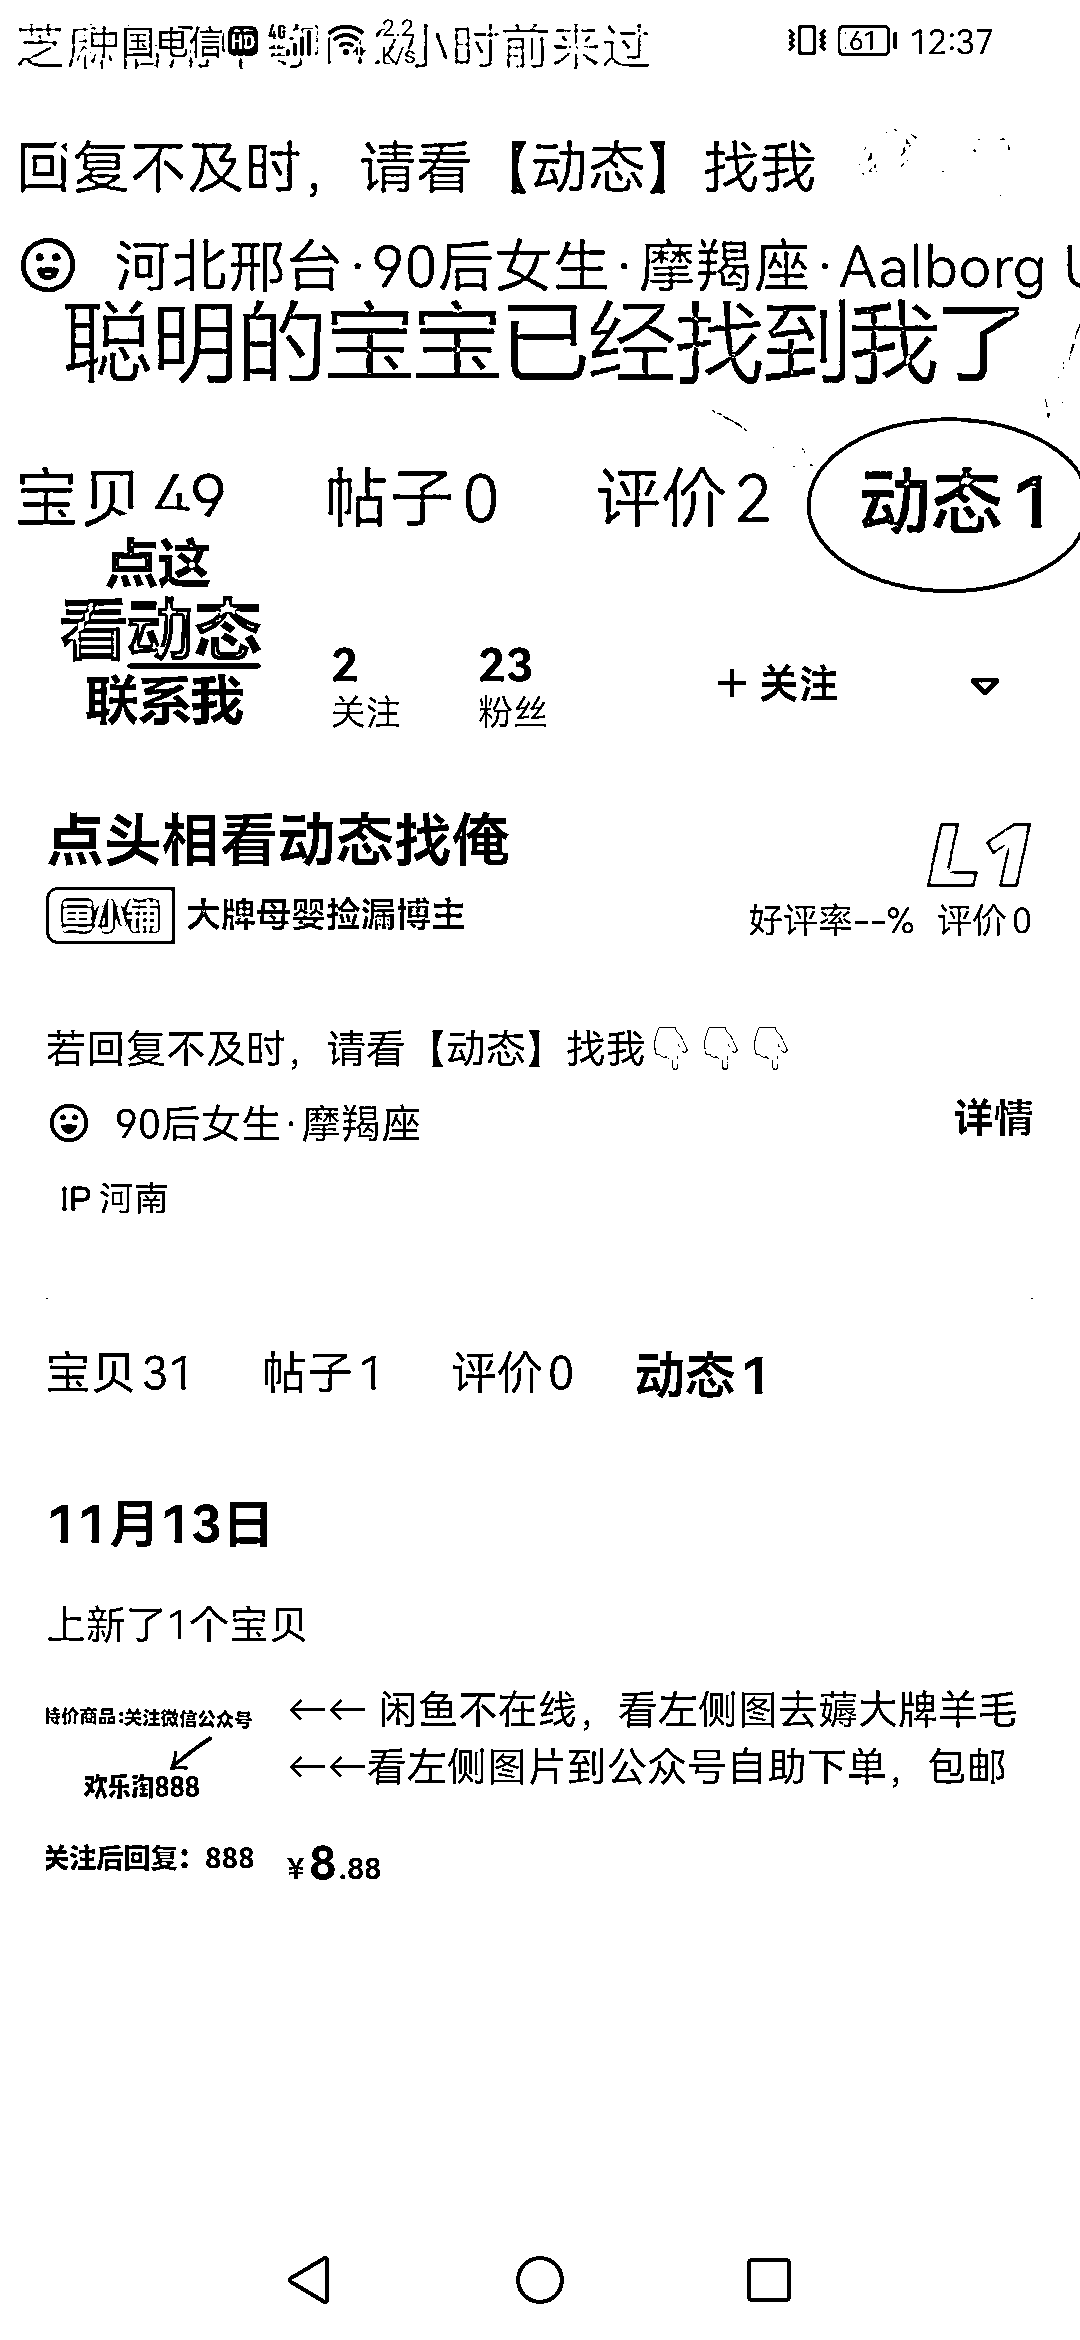 中国电信 HD 4G 61 12:37
小时前来过
回复不及时，请看【动态】找我
河北邢台·90后女生·摩羯座·Aalborg U
聪明的宝宝已经找到我了
宝贝49 帖子0 评价2 动态1
点这
看动态
联系我
2 关注
23 粉丝
+ 关注
点头相看动态找俺
L1
鱼小铺 大牌母婴捡漏博主
好评率--% 评价0
若回复不及时，请看【动态】找我👇👇👇
90后女生·摩羯座
详情
IP 河南
宝贝31 帖子1 评价0 动态1
11月13日
上新了1个宝贝
特价商品:关注微信公众号
欢乐淘888
关注后回复：888
←← 闲鱼不在线，看左侧图去薅大牌羊毛
←←看左侧图片到公众号自助下单，包邮
¥8.88